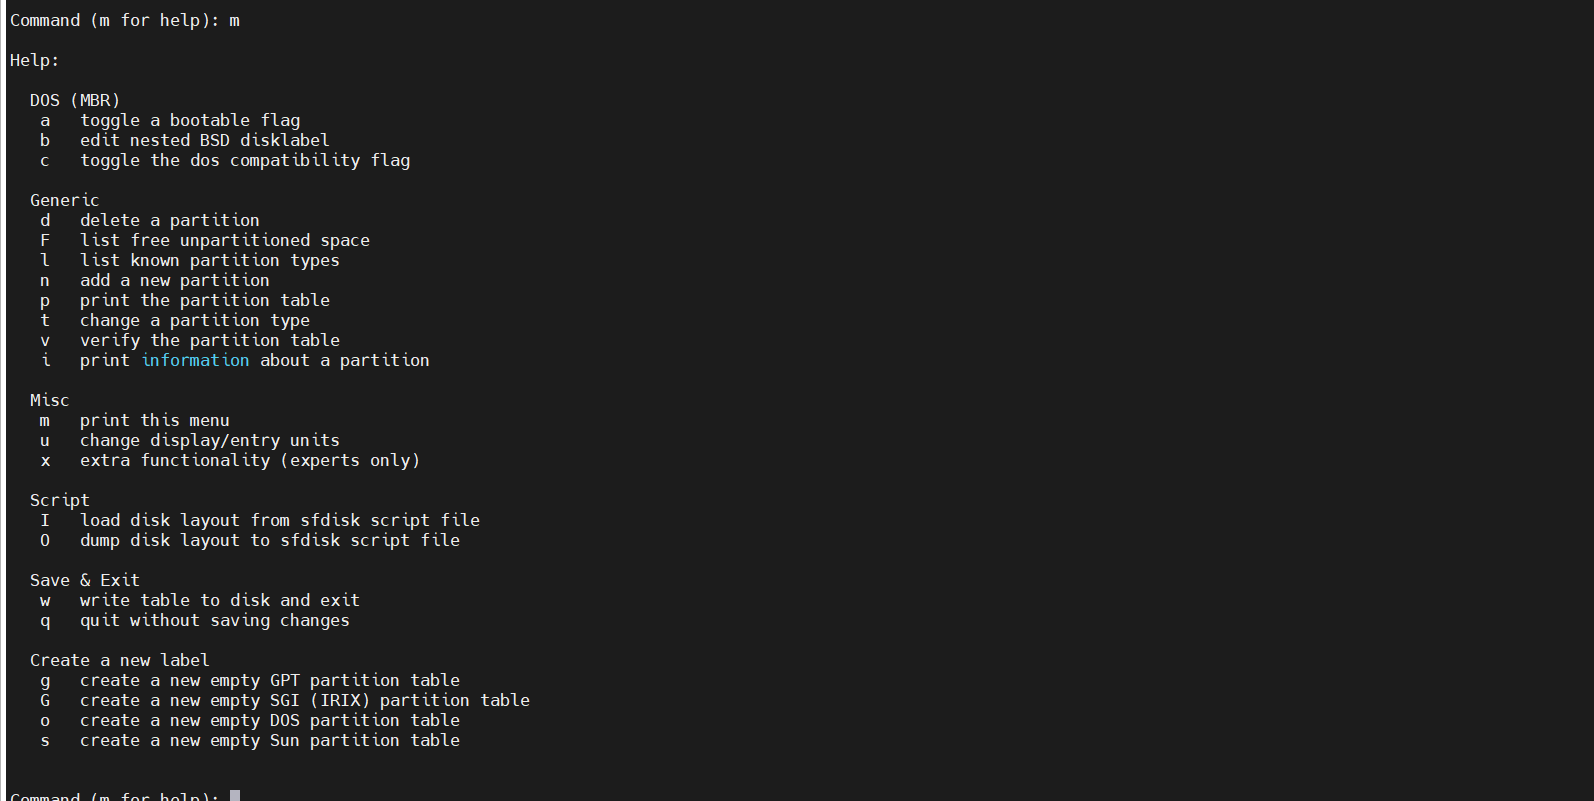 Command (m for help): m
Help:
DOS (MBR)
a   toggle a bootable flag
b   edit nested BSD disklabel
c   toggle the dos compatibility flag
Generic
d   delete a partition
F   list free unpartitioned space
l   list known partition types
n   add a new partition
p   print the partition table
t   change a partition type
v   verify the partition table
i   print information about a partition
Misc
m   print this menu
u   change display/entry units
x   extra functionality (experts only)
Script
I   load disk layout from sfdisk script file
O   dump disk layout to sfdisk script file
Save & Exit
w   write table to disk and exit
q   quit without saving changes
Create a new label
g   create a new empty GPT partition table
G   create a new empty SGI (IRIX) partition table
o   create a new empty DOS partition table
s   create a new empty Sun partition table
Command (m for help):